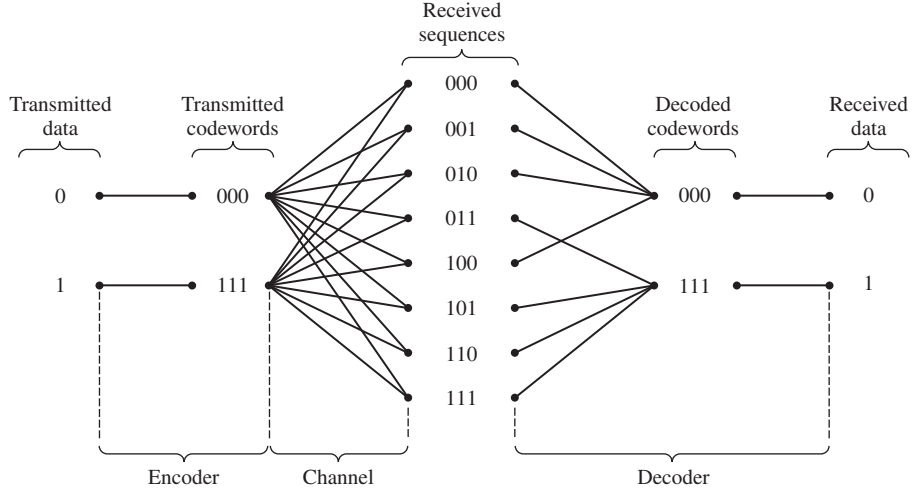 Received
sequences
Transmitted
data
Transmitted
codewords
Decoded
codewords
Received
data
000
001
010
011
100
101
110
111
0
000
000
0
1
111
111
1
Encoder
Channel
Decoder